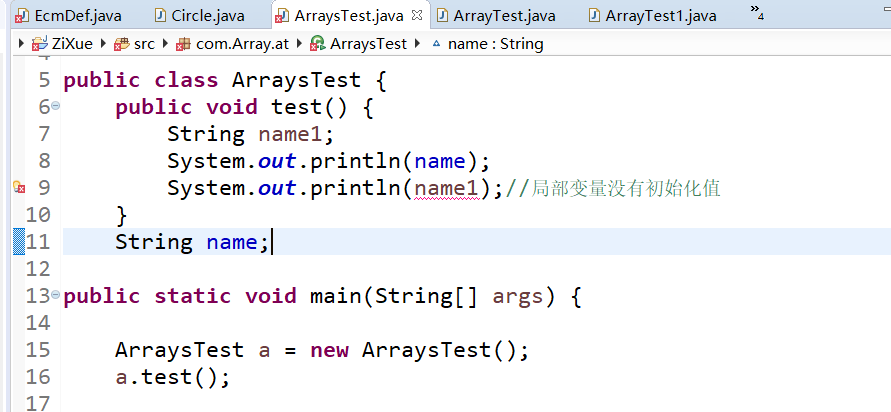 EcmDef.java Circle.java ArraysTest.java ArrayTest.java ArrayTest1.java »4
ZiXue src com.Array.at ArraysTest name : String
4
5 public class ArraysTest {
6 public void test() {
7 String name1;
8 System.out.println(name);
9 System.out.println(name1);//局部变量没有初始化值
10 }
11 String name;
12
13 public static void main(String[] args) {
14
15 ArraysTest a = new ArraysTest();
16 a.test();
17